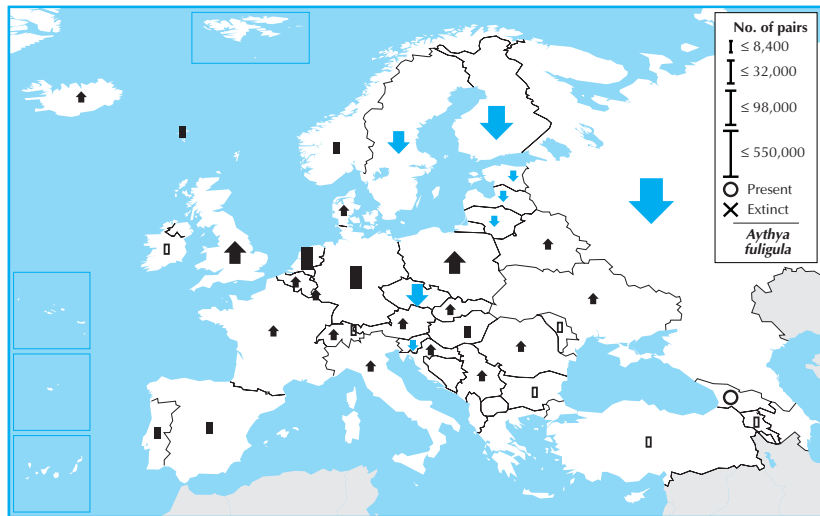 No. of pairs
≤ 8,400
≤ 32,000
≤ 98,000
≤ 550,000
Present
Extinct
Aythya
fuligula